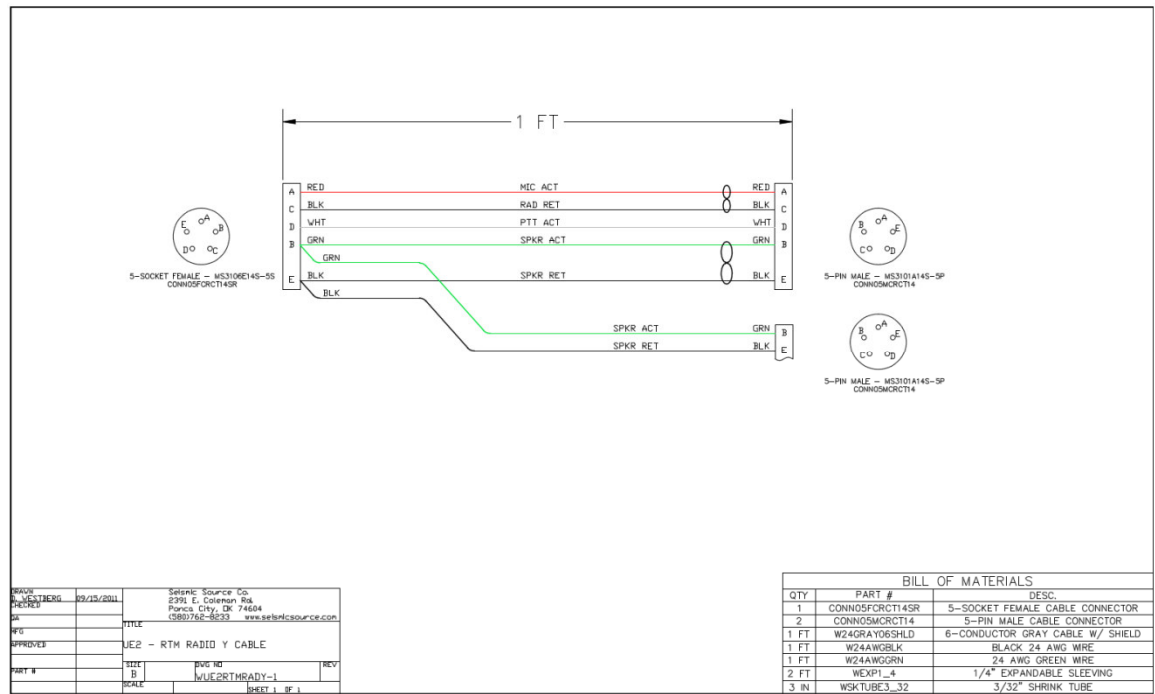 1 FT
A RED MIC ACT RED A
C BLK RAD RET BLK C
D WHT PTT ACT WHT D
B GRN SPKR ACT GRN B
GRN
E BLK SPKR RET BLK E
BLK
SPKR ACT GRN B
SPKR RET BLK E
A
E B
D C
5-SOCKET FEMALE - MS3106E14S-5S
CONN05FCRCT14SR
A
B E
C D
5-PIN MALE - MS3101A14S-5P
CONN05MCRCT14
A
B E
C D
5-PIN MALE - MS3101A14S-5P
CONN05MCRCT14
DRAWN
D. WESTBERG 09/15/2011
CHECKED
QA
MFG
APPROVED
PART #
Seismic Source Co.
2391 E. Coleman Rd.
Ponca City, OK 74604
(580)762-8233 www.seismicsource.com
TITLE
UE2 - RTM RADIO Y CABLE
SIZE
B
DWG NO
WUE2RTMRADY-1
REV
SCALE
SHEET 1 OF 1
BILL OF MATERIALS
QTY PART # DESC.
1 CONN05FCRCT14SR 5-SOCKET FEMALE CABLE CONNECTOR
2 CONN05MCRCT14 5-PIN MALE CABLE CONNECTOR
1 FT W24GRAY06SHLD 6-CONDUCTOR GRAY CABLE W/ SHIELD
1 FT W24AWGBLK BLACK 24 AWG WIRE
1 FT W24AWGGRN 24 AWG GREEN WIRE
2 FT WEXP1_4 1/4" EXPANDABLE SLEEVING
3 IN WSKTUBE3_32 3/32" SHRINK TUBE